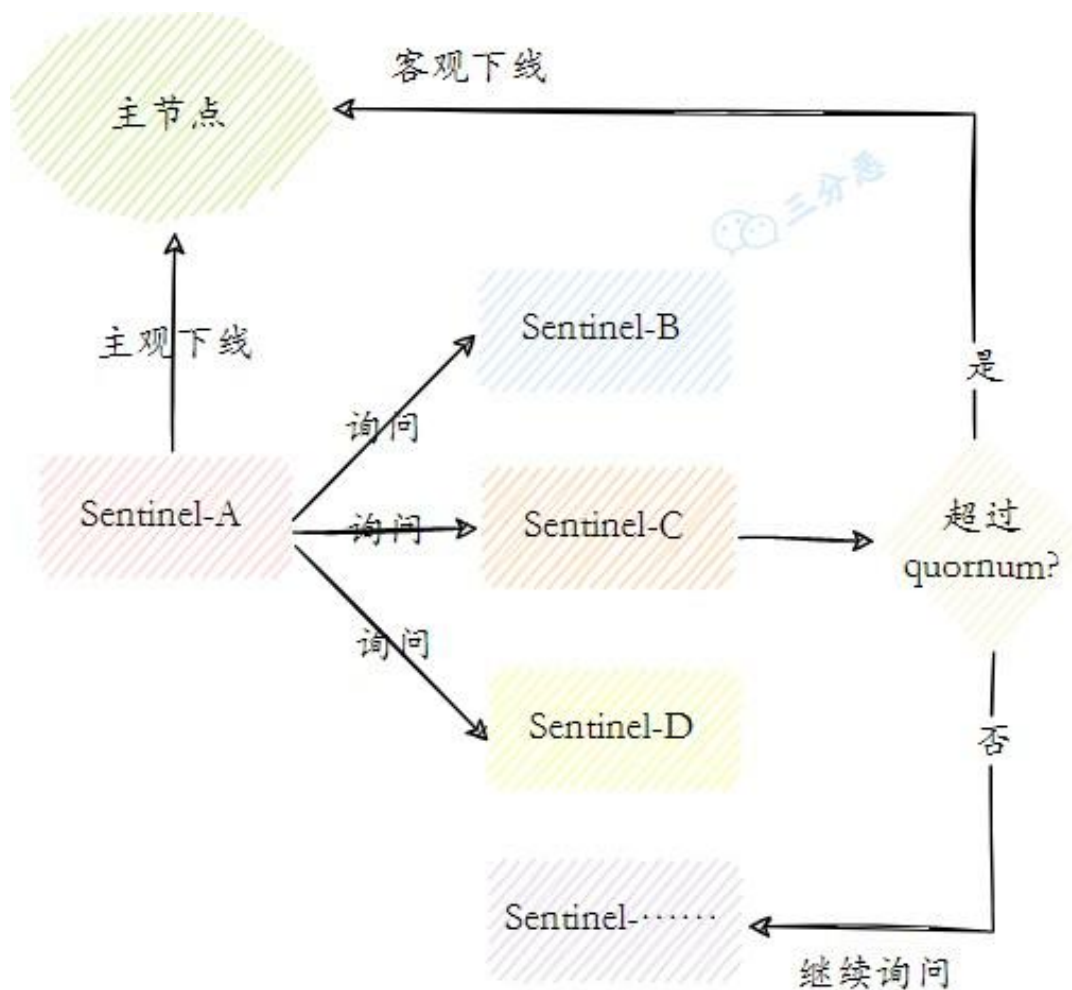 客观下线
主节点
三分恶
Sentinel-B
主观下线
是
询问
Sentinel-A
询问
Sentinel-C
超过
quornum?
询问
Sentinel-D
否
Sentinel-······
继续询问